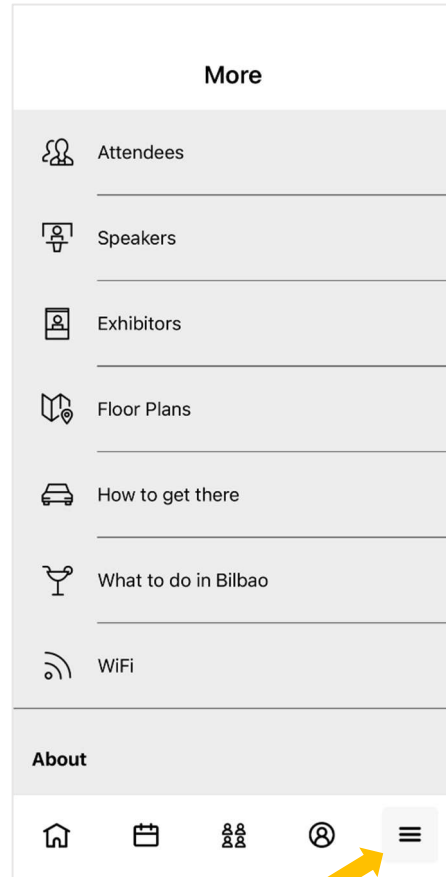 More
Attendees
Speakers
Exhibitors
Floor Plans
How to get there
What to do in Bilbao
WiFi
About